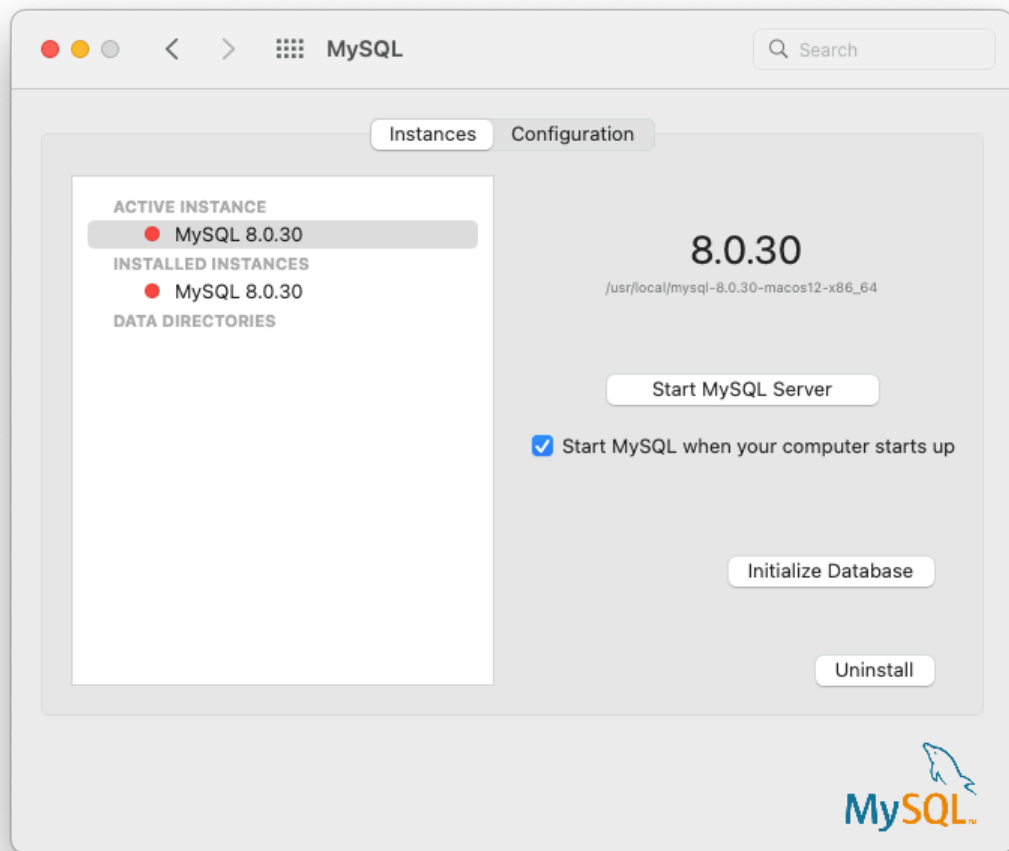 MySQL
Search
Instances
Configuration
ACTIVE INSTANCE
MySQL 8.0.30
INSTALLED INSTANCES
MySQL 8.0.30
DATA DIRECTORIES
8.0.30
/usr/local/mysql-8.0.30-macos12-x86_64
Start MySQL Server
Start MySQL when your computer starts up
Initialize Database
Uninstall
MySQL™